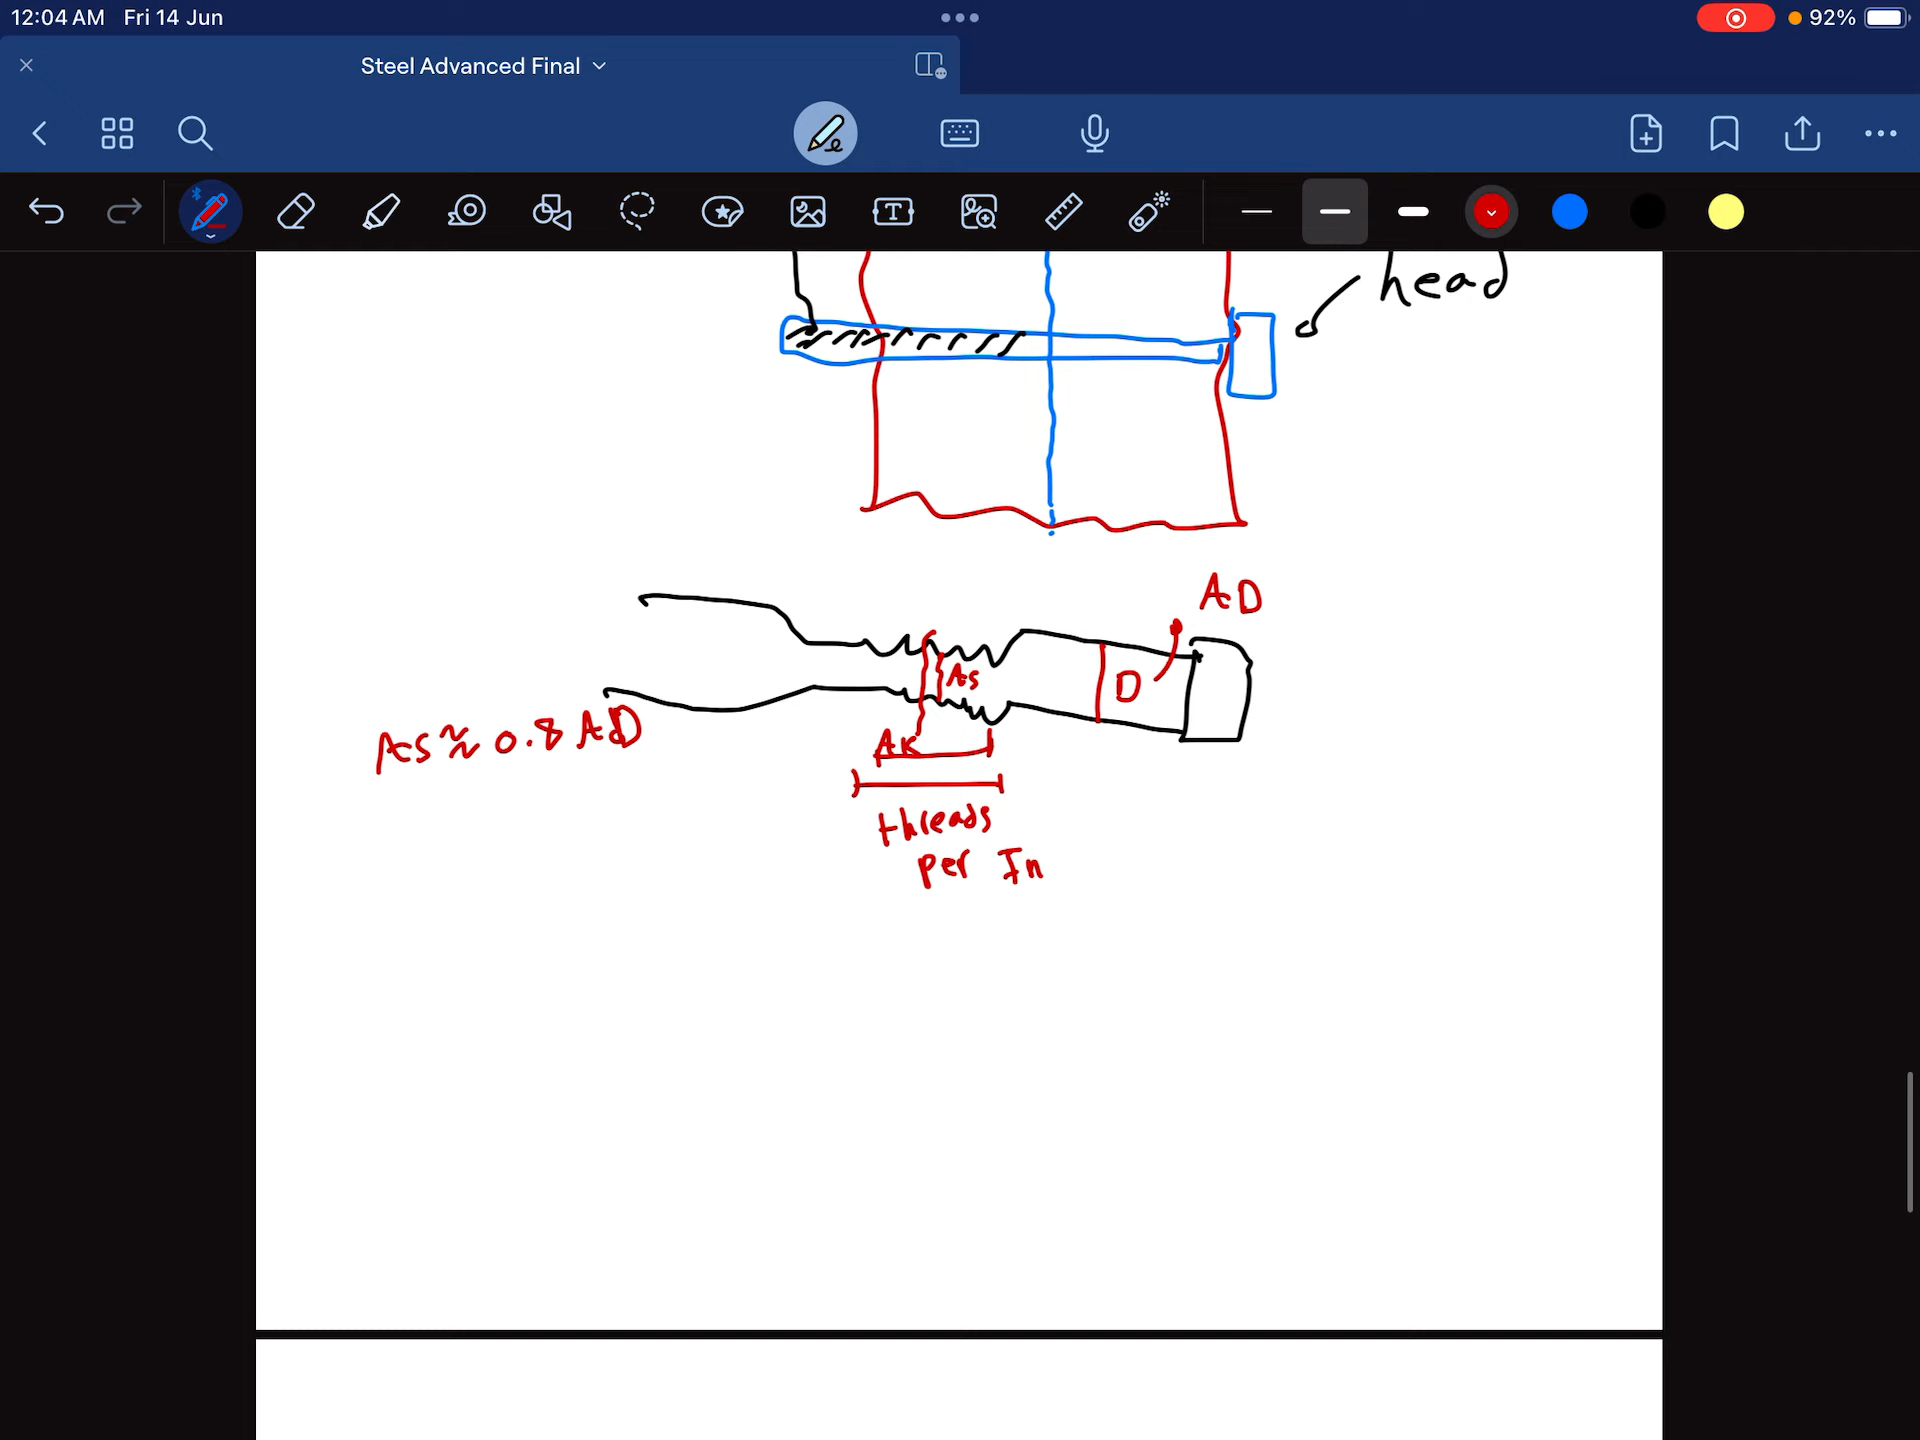 12:04 AM Fri 14 Jun
92%
Steel Advanced Final
head
AD
As
D
As ≈ 0.8 AD
AK
threads
per In